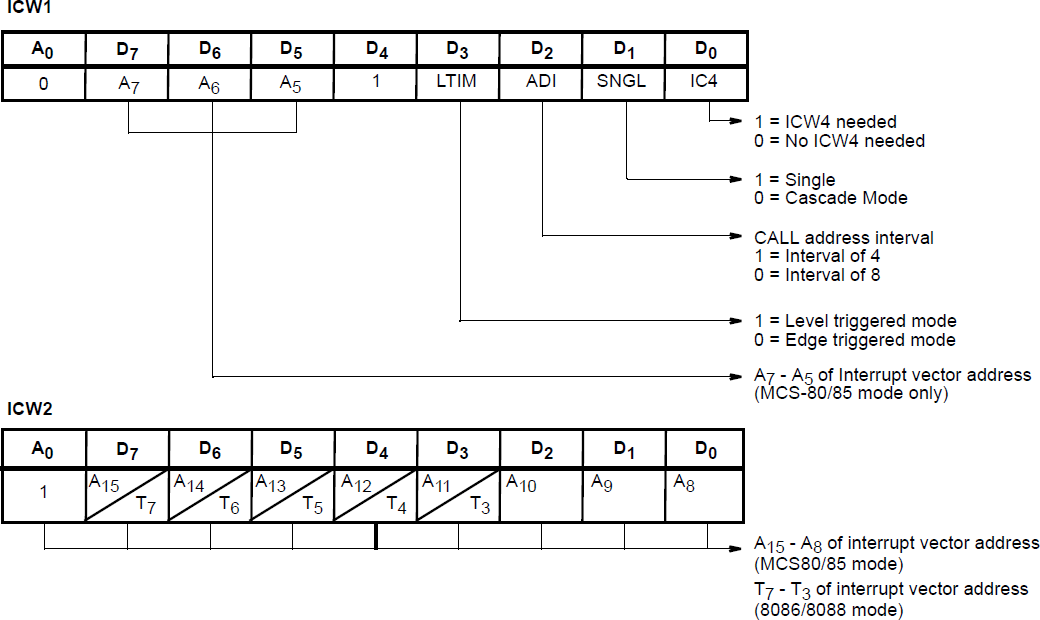 ICW1
A0 D7 D6 D5 D4 D3 D2 D1 D0
0 A7 A6 A5 1 LTIM ADI SNGL IC4
1 = ICW4 needed
0 = No ICW4 needed
1 = Single
0 = Cascade Mode
CALL address interval
1 = Interval of 4
0 = Interval of 8
1 = Level triggered mode
0 = Edge triggered mode
A7 - A5 of Interrupt vector address
(MCS-80/85 mode only)
ICW2
A0 D7 D6 D5 D4 D3 D2 D1 D0
1 A15 T7 A14 T6 A13 T5 A12 T4 A11 T3 A10 A9 A8
A15 - A8 of interrupt vector address
(MCS80/85 mode)
T7 - T3 of interrupt vector address
(8086/8088 mode)